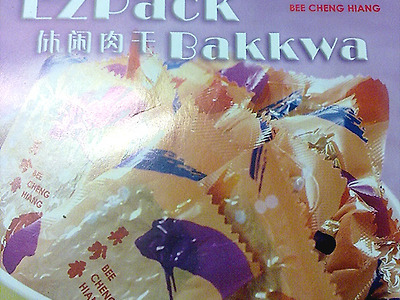 EZPack
BEE CHENG HIANG
休闲肉干 Bakkwa
BEE
CHENG
HIANG
BEE
CHENG
HIANG